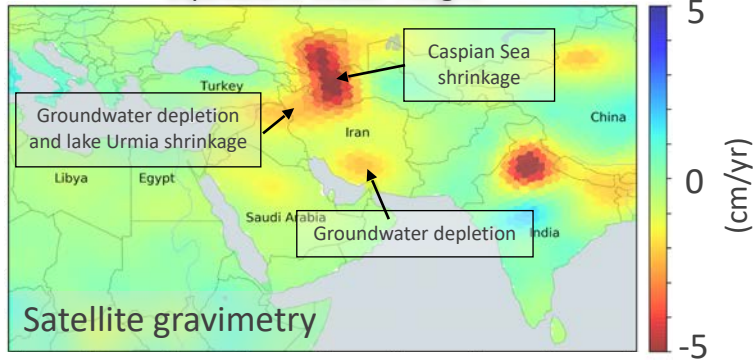 5
Caspian Sea
shrinkage
Turkey
Groundwater depletion
and lake Urmia shrinkage
China
Iran
Libya
Egypt
0
(cm/yr)
Saudi Arabia
India
Groundwater depletion
Satellite gravimetry
-5